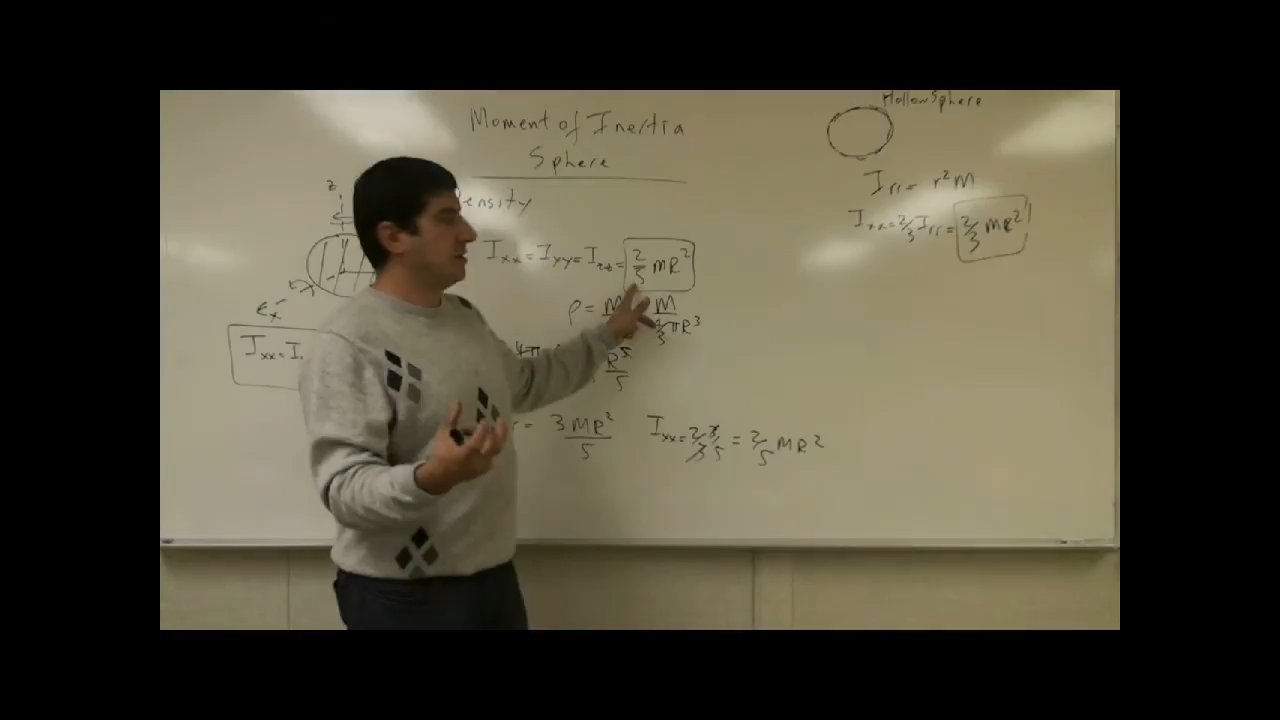 Moment of Inertia
Sphere
Density
z
Ixx = Iyy = Izz = 2/5 mR²
ρ = M
M
4/3 πR³
x
Ixx = I
4π
R⁵
5
r = 3MR²
5
Ixx = 2/3 3/5 = 2/5 MR²
Hollow Sphere
Irr = r²M
Ixx = 2/3 Irr = 2/3 MR²